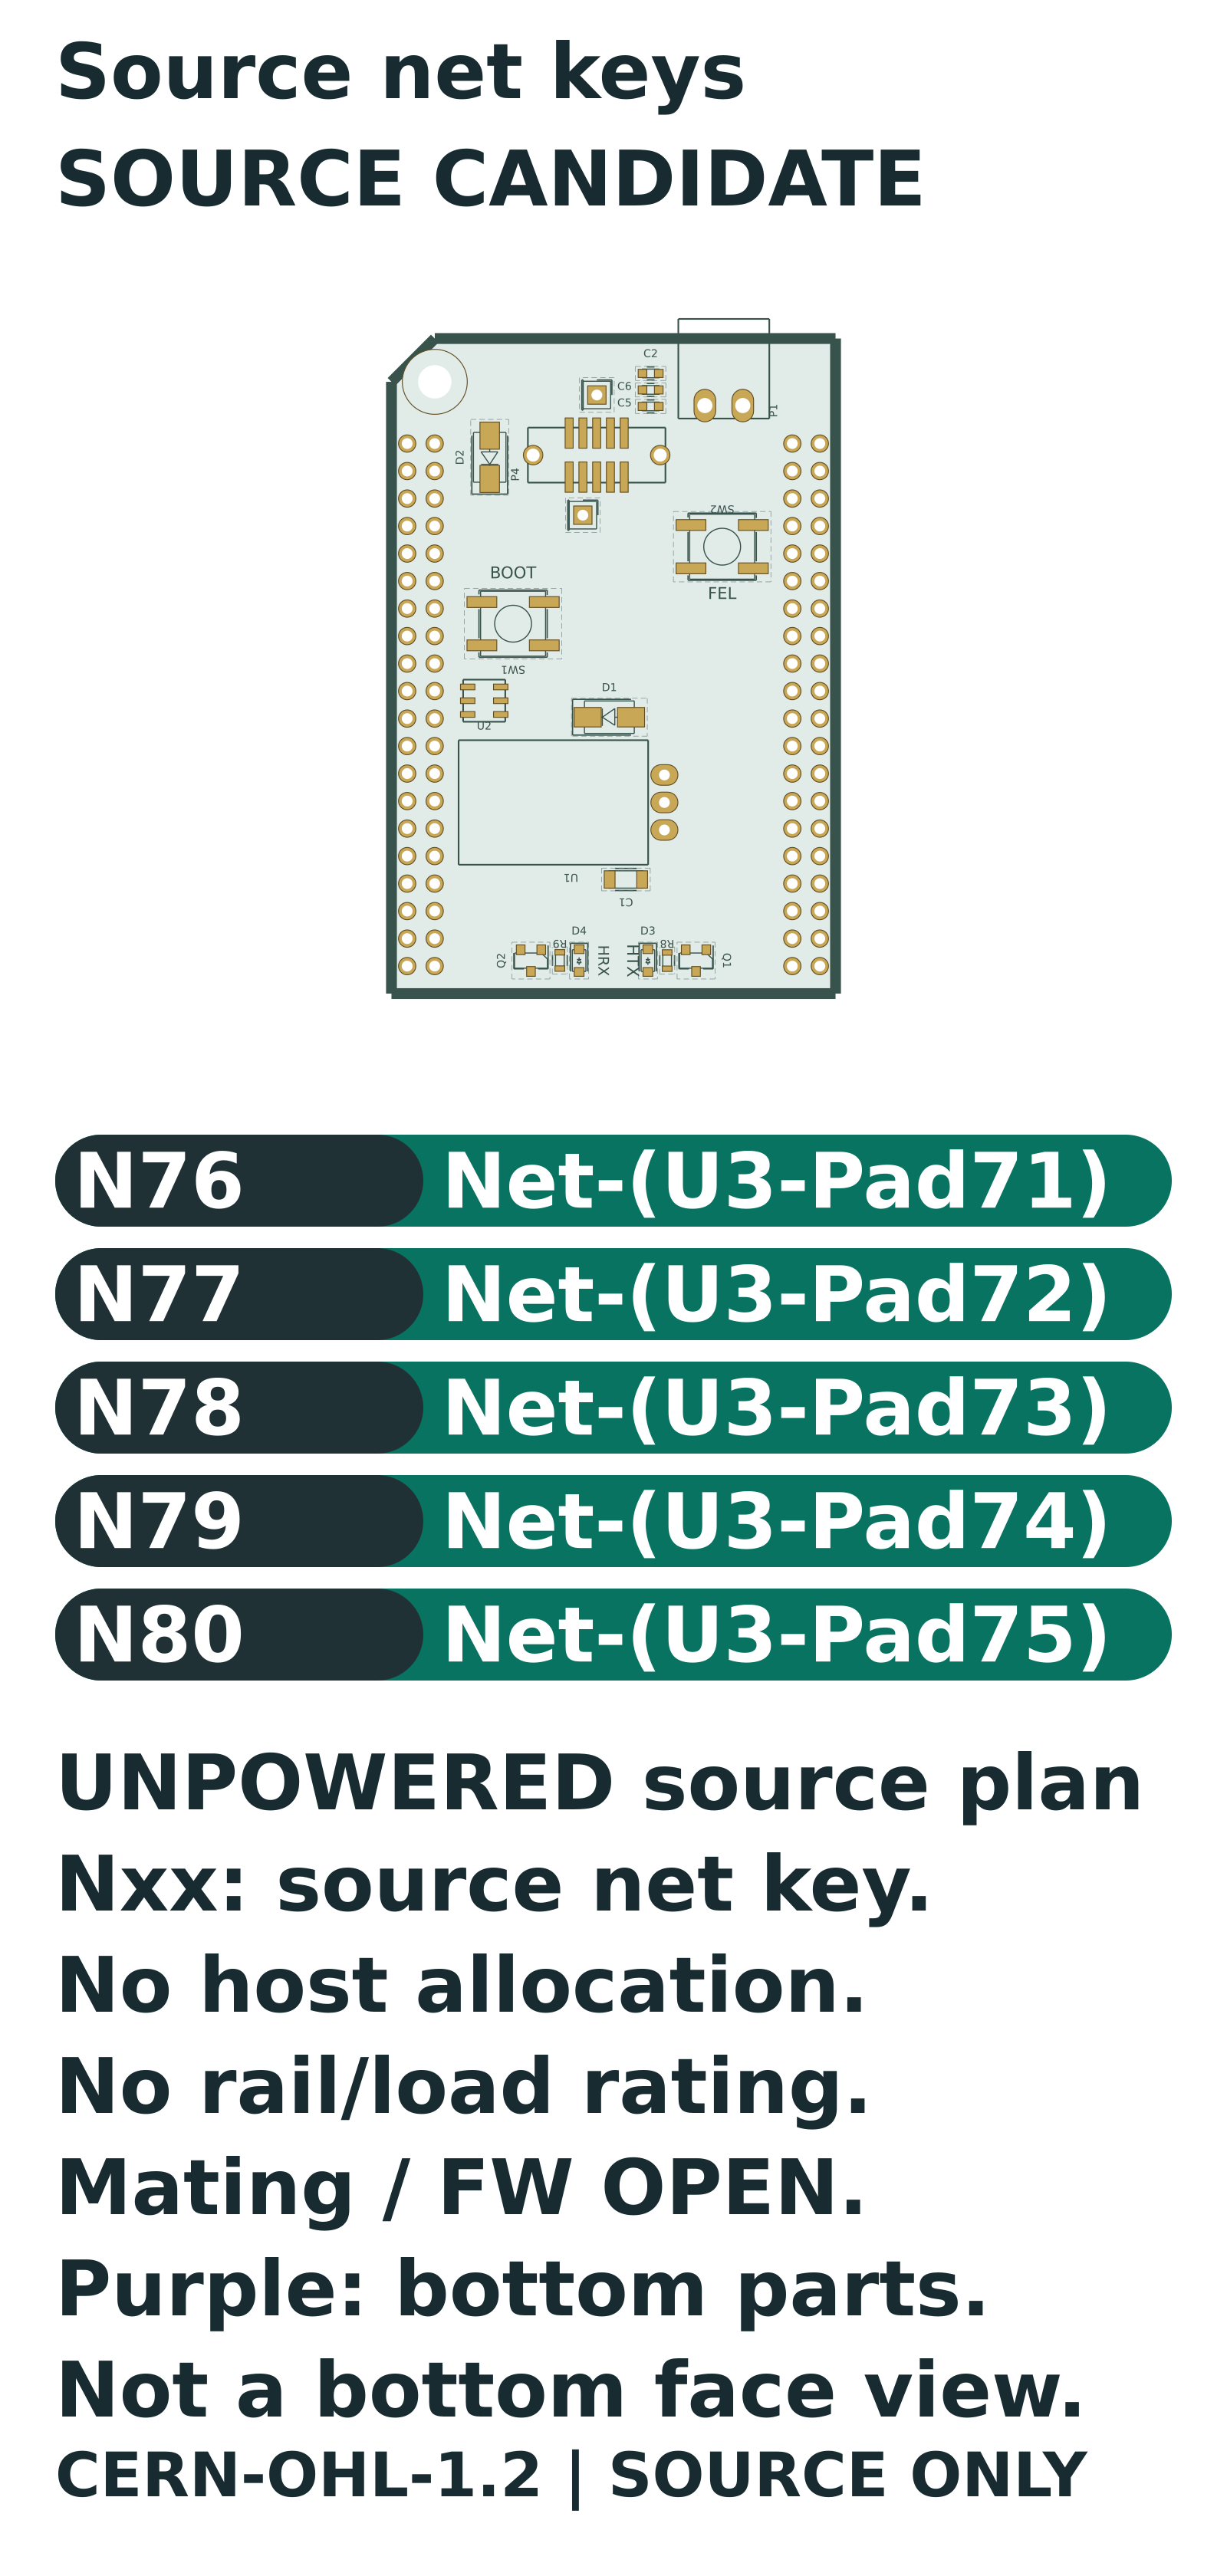 Source net keys
SOURCE CANDIDATE
C2
C6
C5
P1
D2
P4
SW2
BOOT
FEL
SW1
D1
U2
U1
C1
D4
D3
Q2
R9
HRX
HTX
R8
Q1
N76 Net-(U3-Pad71)
N77 Net-(U3-Pad72)
N78 Net-(U3-Pad73)
N79 Net-(U3-Pad74)
N80 Net-(U3-Pad75)
UNPOWERED source plan
Nxx: source net key.
No host allocation.
No rail/load rating.
Mating / FW OPEN.
Purple: bottom parts.
Not a bottom face view.
CERN-OHL-1.2 | SOURCE ONLY